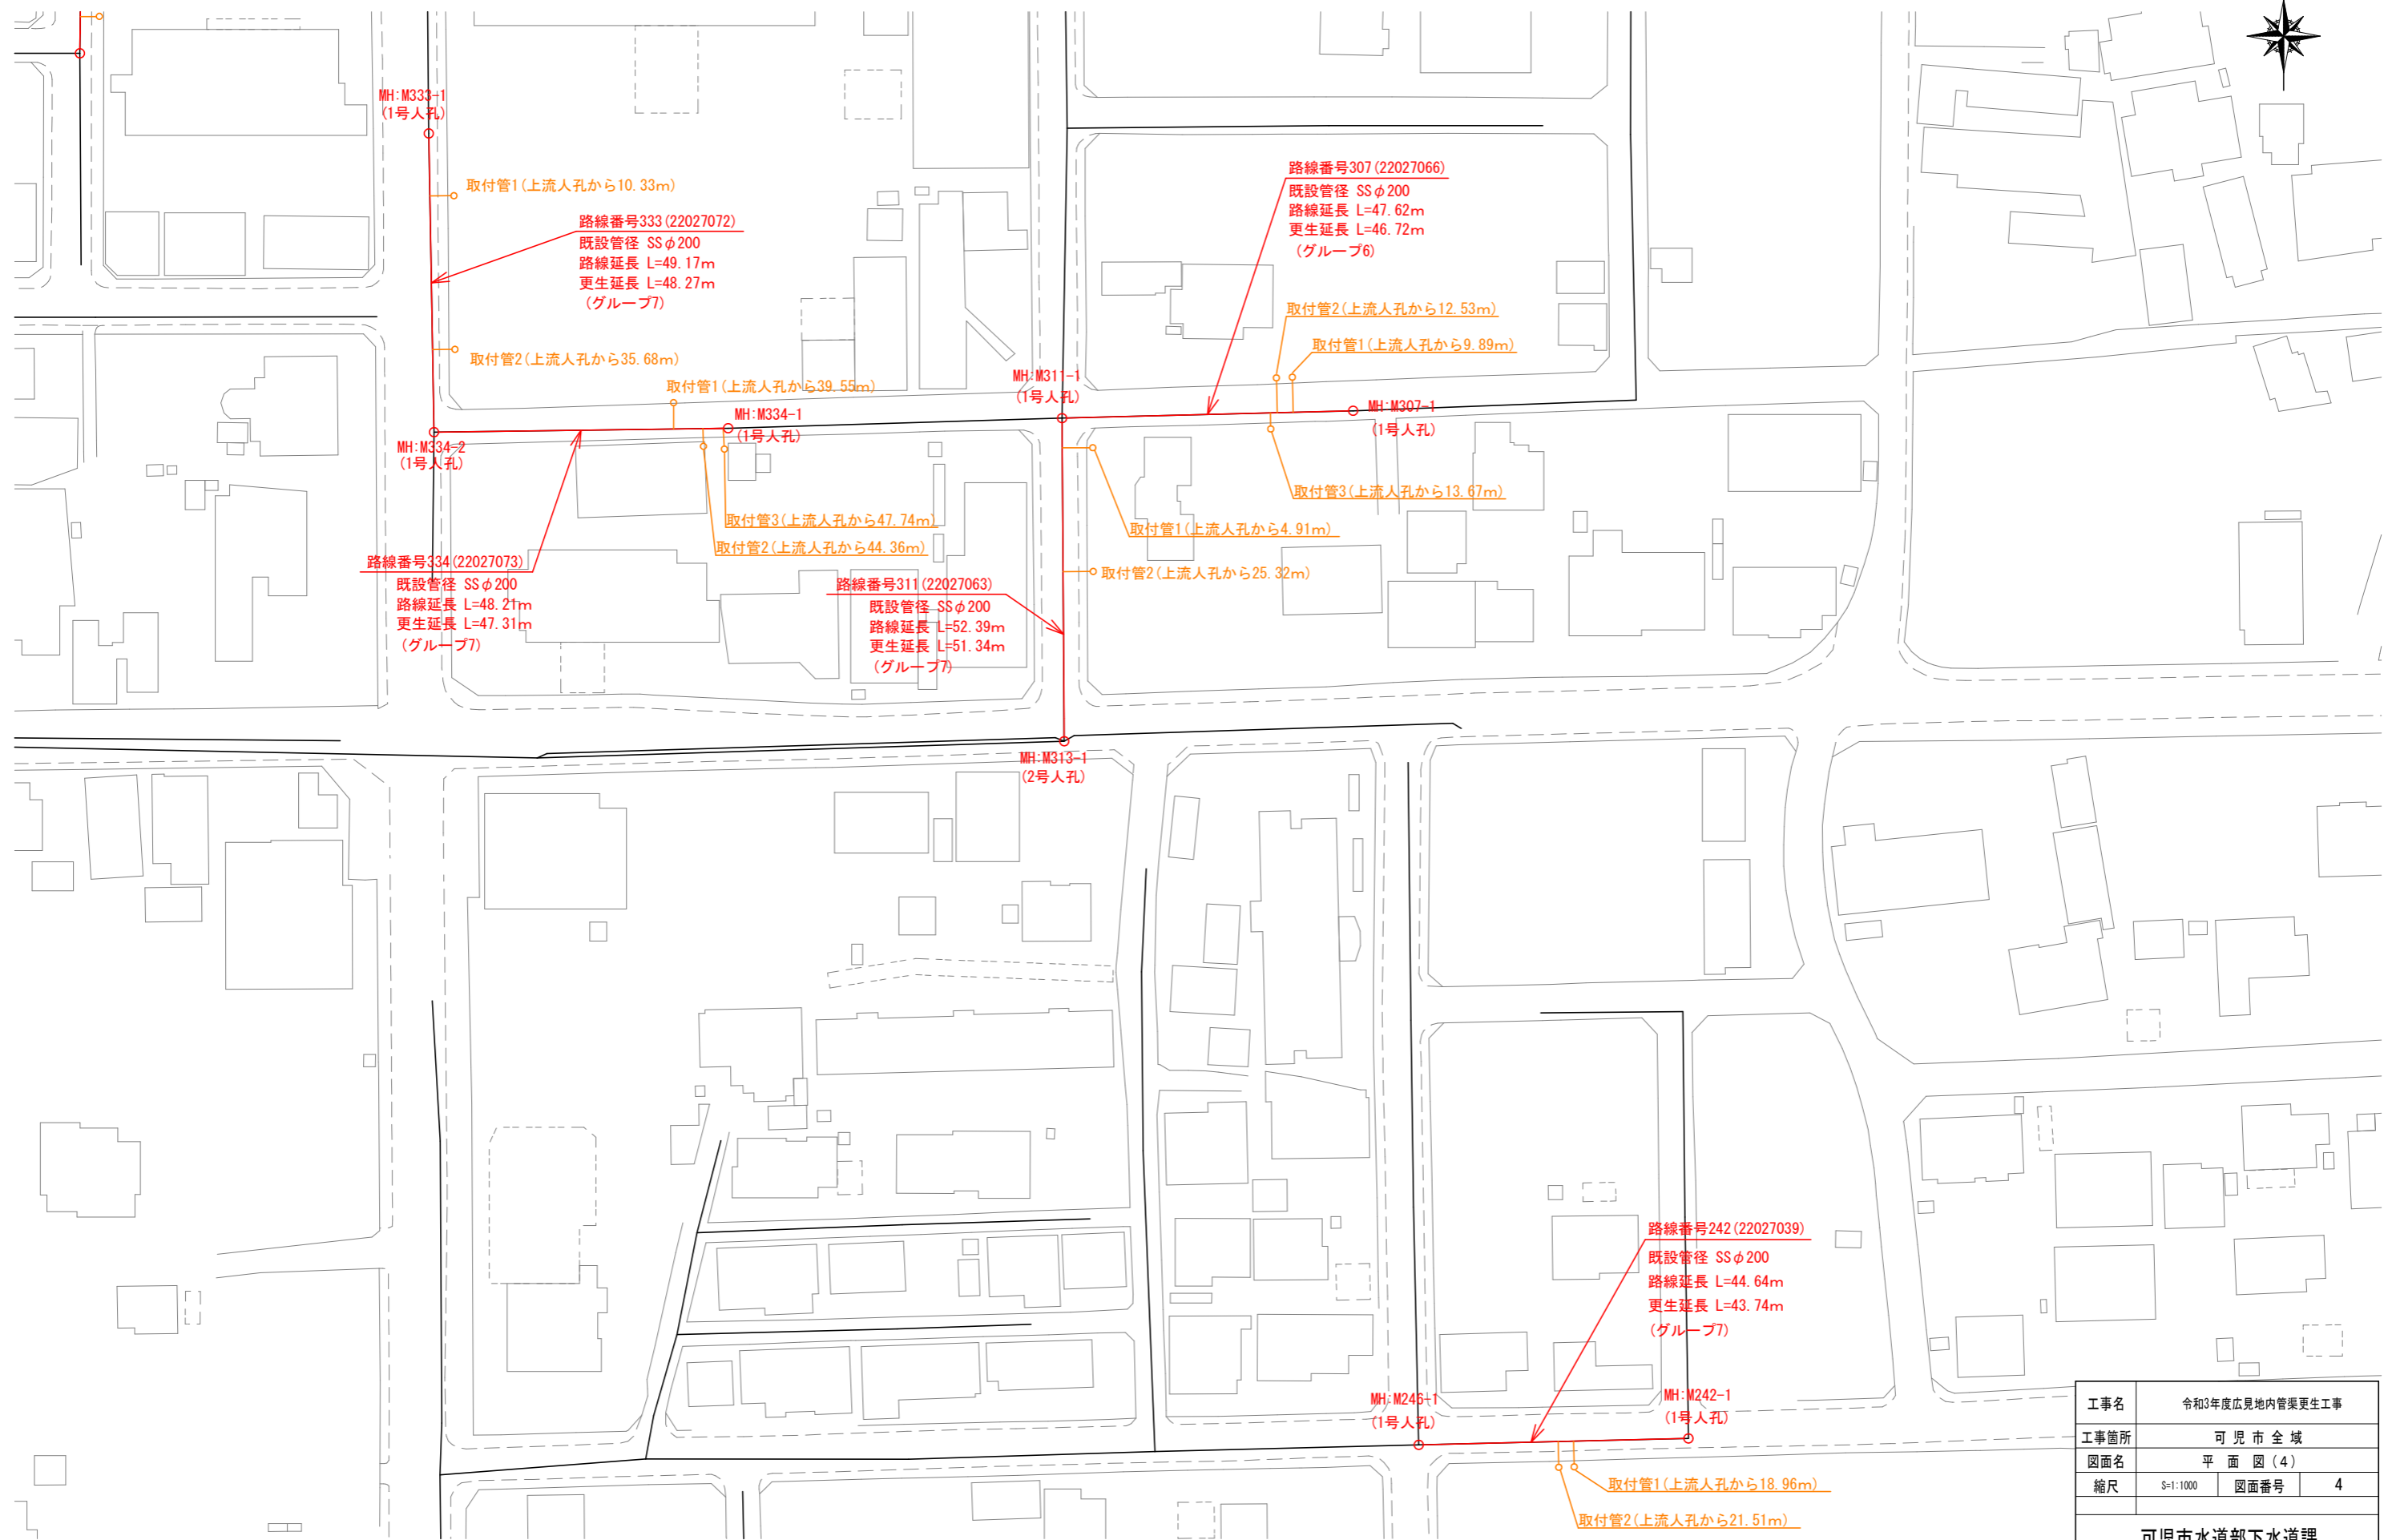 MH:M333-1
(1号人孔)
取付管1(上流人孔から10.33m)
路線番号333(22027072)
既設管径 SSφ200
路線延長 L=49.17m
更生延長 L=48.27m
(グループ7)
取付管2(上流人孔から35.68m)
路線番号307(22027066)
既設管径 SSφ200
路線延長 L=47.62m
更生延長 L=46.72m
(グループ6)
取付管2(上流人孔から12.53m)
取付管1(上流人孔から9.89m)
取付管1(上流人孔から39.55m)
MH:M311-1
(1号人孔)
MH:M334-1
(1号人孔)
MH:M307-1
(1号人孔)
MH:M334-2
(1号人孔)
取付管3(上流人孔から13.67m)
取付管3(上流人孔から47.74m)
取付管2(上流人孔から44.36m)
取付管1(上流人孔から4.91m)
取付管2(上流人孔から25.32m)
路線番号334(22027073)
既設管径 SSφ200
路線延長 L=48.21m
更生延長 L=47.31m
(グループ7)
路線番号311(22027063)
既設管径 SSφ200
路線延長 L=52.39m
更生延長 L=51.34m
(グループ7)
MH:M313-1
(2号人孔)
路線番号242(22027039)
既設管径 SSφ200
路線延長 L=44.64m
更生延長 L=43.74m
(グループ7)
MH:M246-1
(1号人孔)
MH:M242-1
(1号人孔)
取付管1(上流人孔から18.96m)
取付管2(上流人孔から21.51m)
工事名 令和3年度広見地内管渠更生工事
工事箇所 可児市全域
図面名 平面図(4)
縮尺 S=1:1000 図面番号 4
可児市水道部下水道課